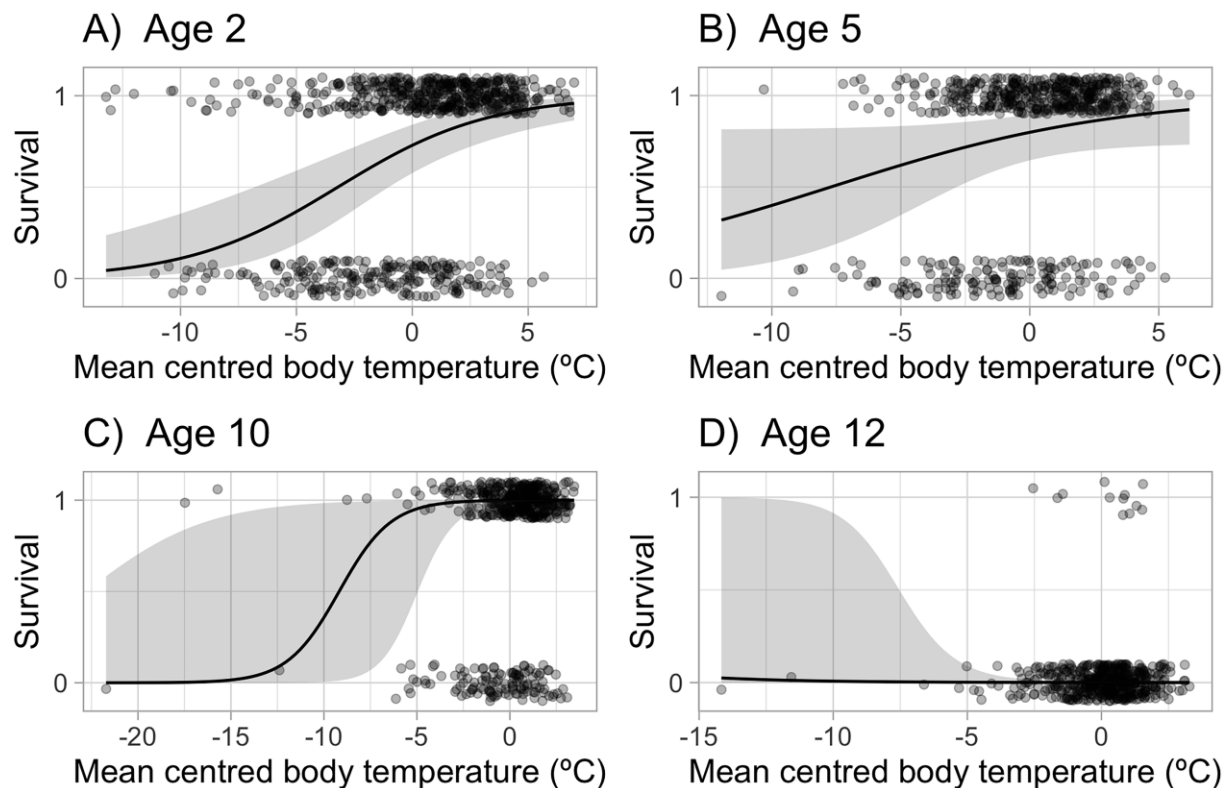 A) Age 2
Survival
1
0
-10 -5 0 5
Mean centred body temperature (ºC)
B) Age 5
Survival
1
0
-10 -5 0 5
Mean centred body temperature (ºC)
C) Age 10
Survival
1
0
-20 -15 -10 -5 0
Mean centred body temperature (ºC)
D) Age 12
Survival
1
0
-15 -10 -5 0
Mean centred body temperature (ºC)